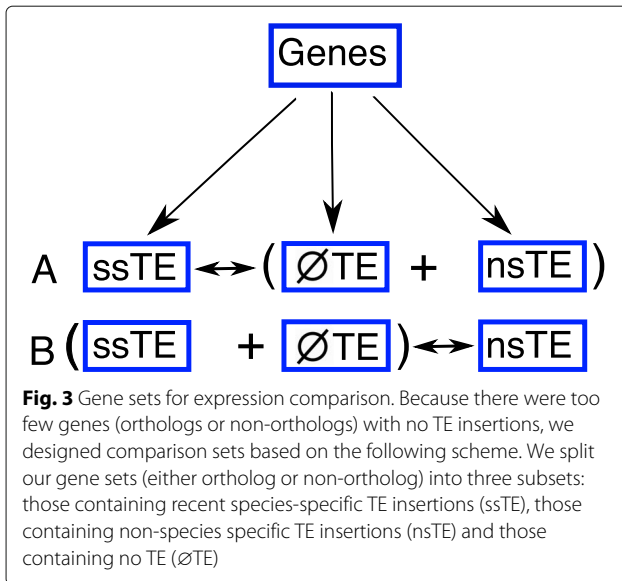 Genes
A ssTE ( ∅TE + nsTE )
B ( ssTE + ∅TE ) nsTE
Fig. 3 Gene sets for expression comparison. Because there were too
few genes (orthologs or non-orthologs) with no TE insertions, we
designed comparison sets based on the following scheme. We split
our gene sets (either ortholog or non-ortholog) into three subsets:
those containing recent species-specific TE insertions (ssTE), those
containing non-species specific TE insertions (nsTE) and those
containing no TE (∅TE)